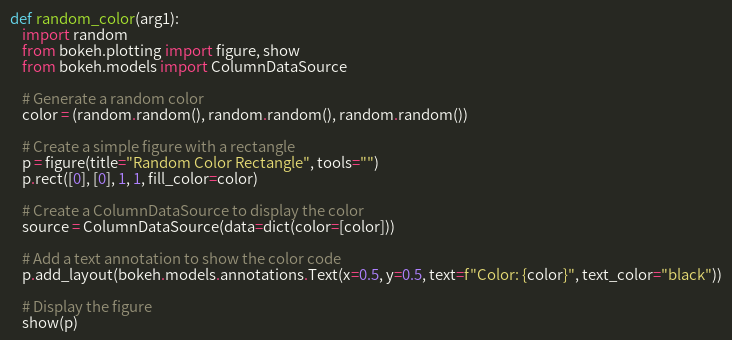 def random_color(arg1):
    import random
    from bokeh.plotting import figure, show
    from bokeh.models import ColumnDataSource

    # Generate a random color
    color = (random.random(), random.random(), random.random())

    # Create a simple figure with a rectangle
    p = figure(title="Random Color Rectangle", tools="")
    p.rect([0], [0], 1, 1, fill_color=color)

    # Create a ColumnDataSource to display the color
    source = ColumnDataSource(data=dict(color=[color]))

    # Add a text annotation to show the color code
    p.add_layout(bokeh.models.annotations.Text(x=0.5, y=0.5, text=f"Color: {color}", text_color="black"))

    # Display the figure
    show(p)